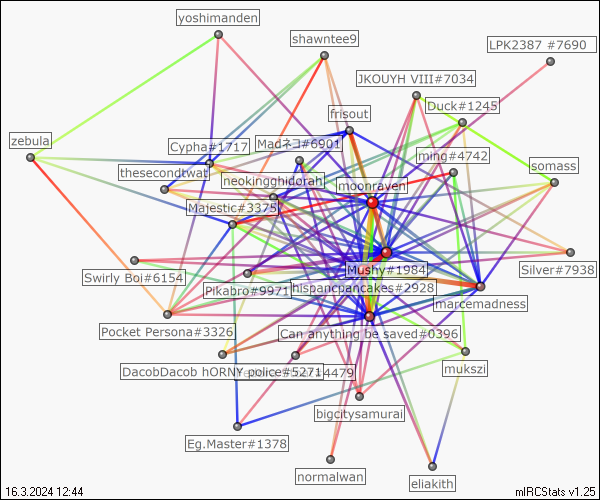 yoshimanden
shawntee9
LPK2387 #7690
JKOUYH VIII#7034
Duck#1245
frisout
zebula
Cypha#1717
Madネコ#6901
ming#4742
thesecondtwat
neokingghidorah
moonraven
somass
Majestic#3375
Swirly Boi#6154
Mushy#1984
Silver#7938
Pikabro#9971
hispancpancakes#2928
marcemadness
Pocket Persona#3326
Can anything be saved#0396
DacobDacob hORNY police#5271
4479
mukszi
bigcitysamurai
Eg.Master#1378
normalwan
eliakith
16.3.2024 12:44
mIRCStats v1.25